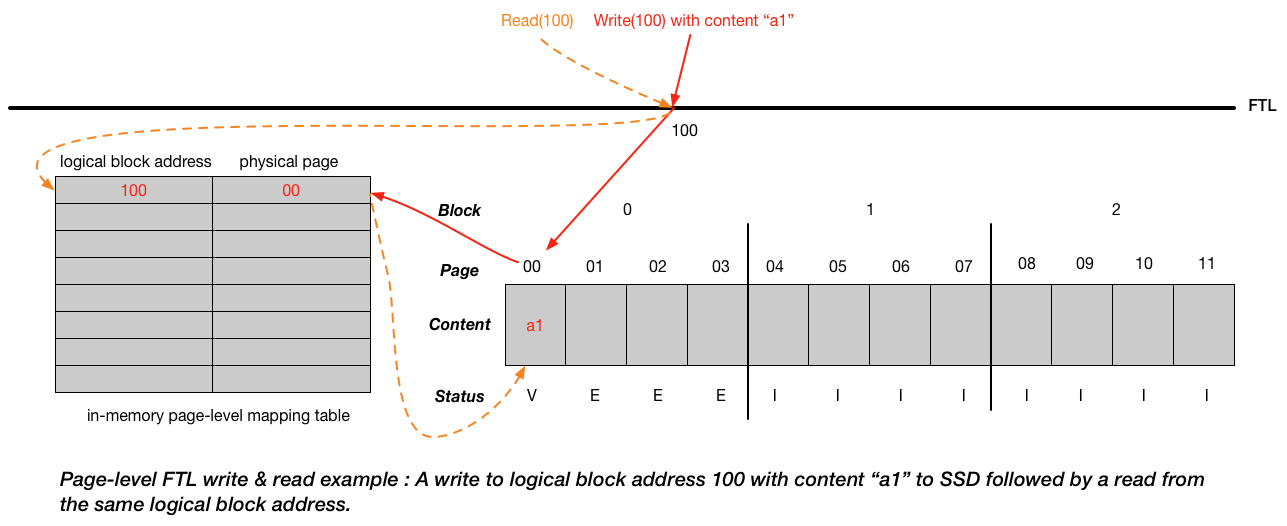 Read(100) Write(100) with content “a1”
FTL
100
logical block address physical page
100 00
Block 0 1 2
Page 00 01 02 03 04 05 06 07 08 09 10 11
Content a1
Status V E E E I I I I I I I I
in-memory page-level mapping table
Page-level FTL write & read example : A write to logical block address 100 with content “a1” to SSD followed by a read from
the same logical block address.